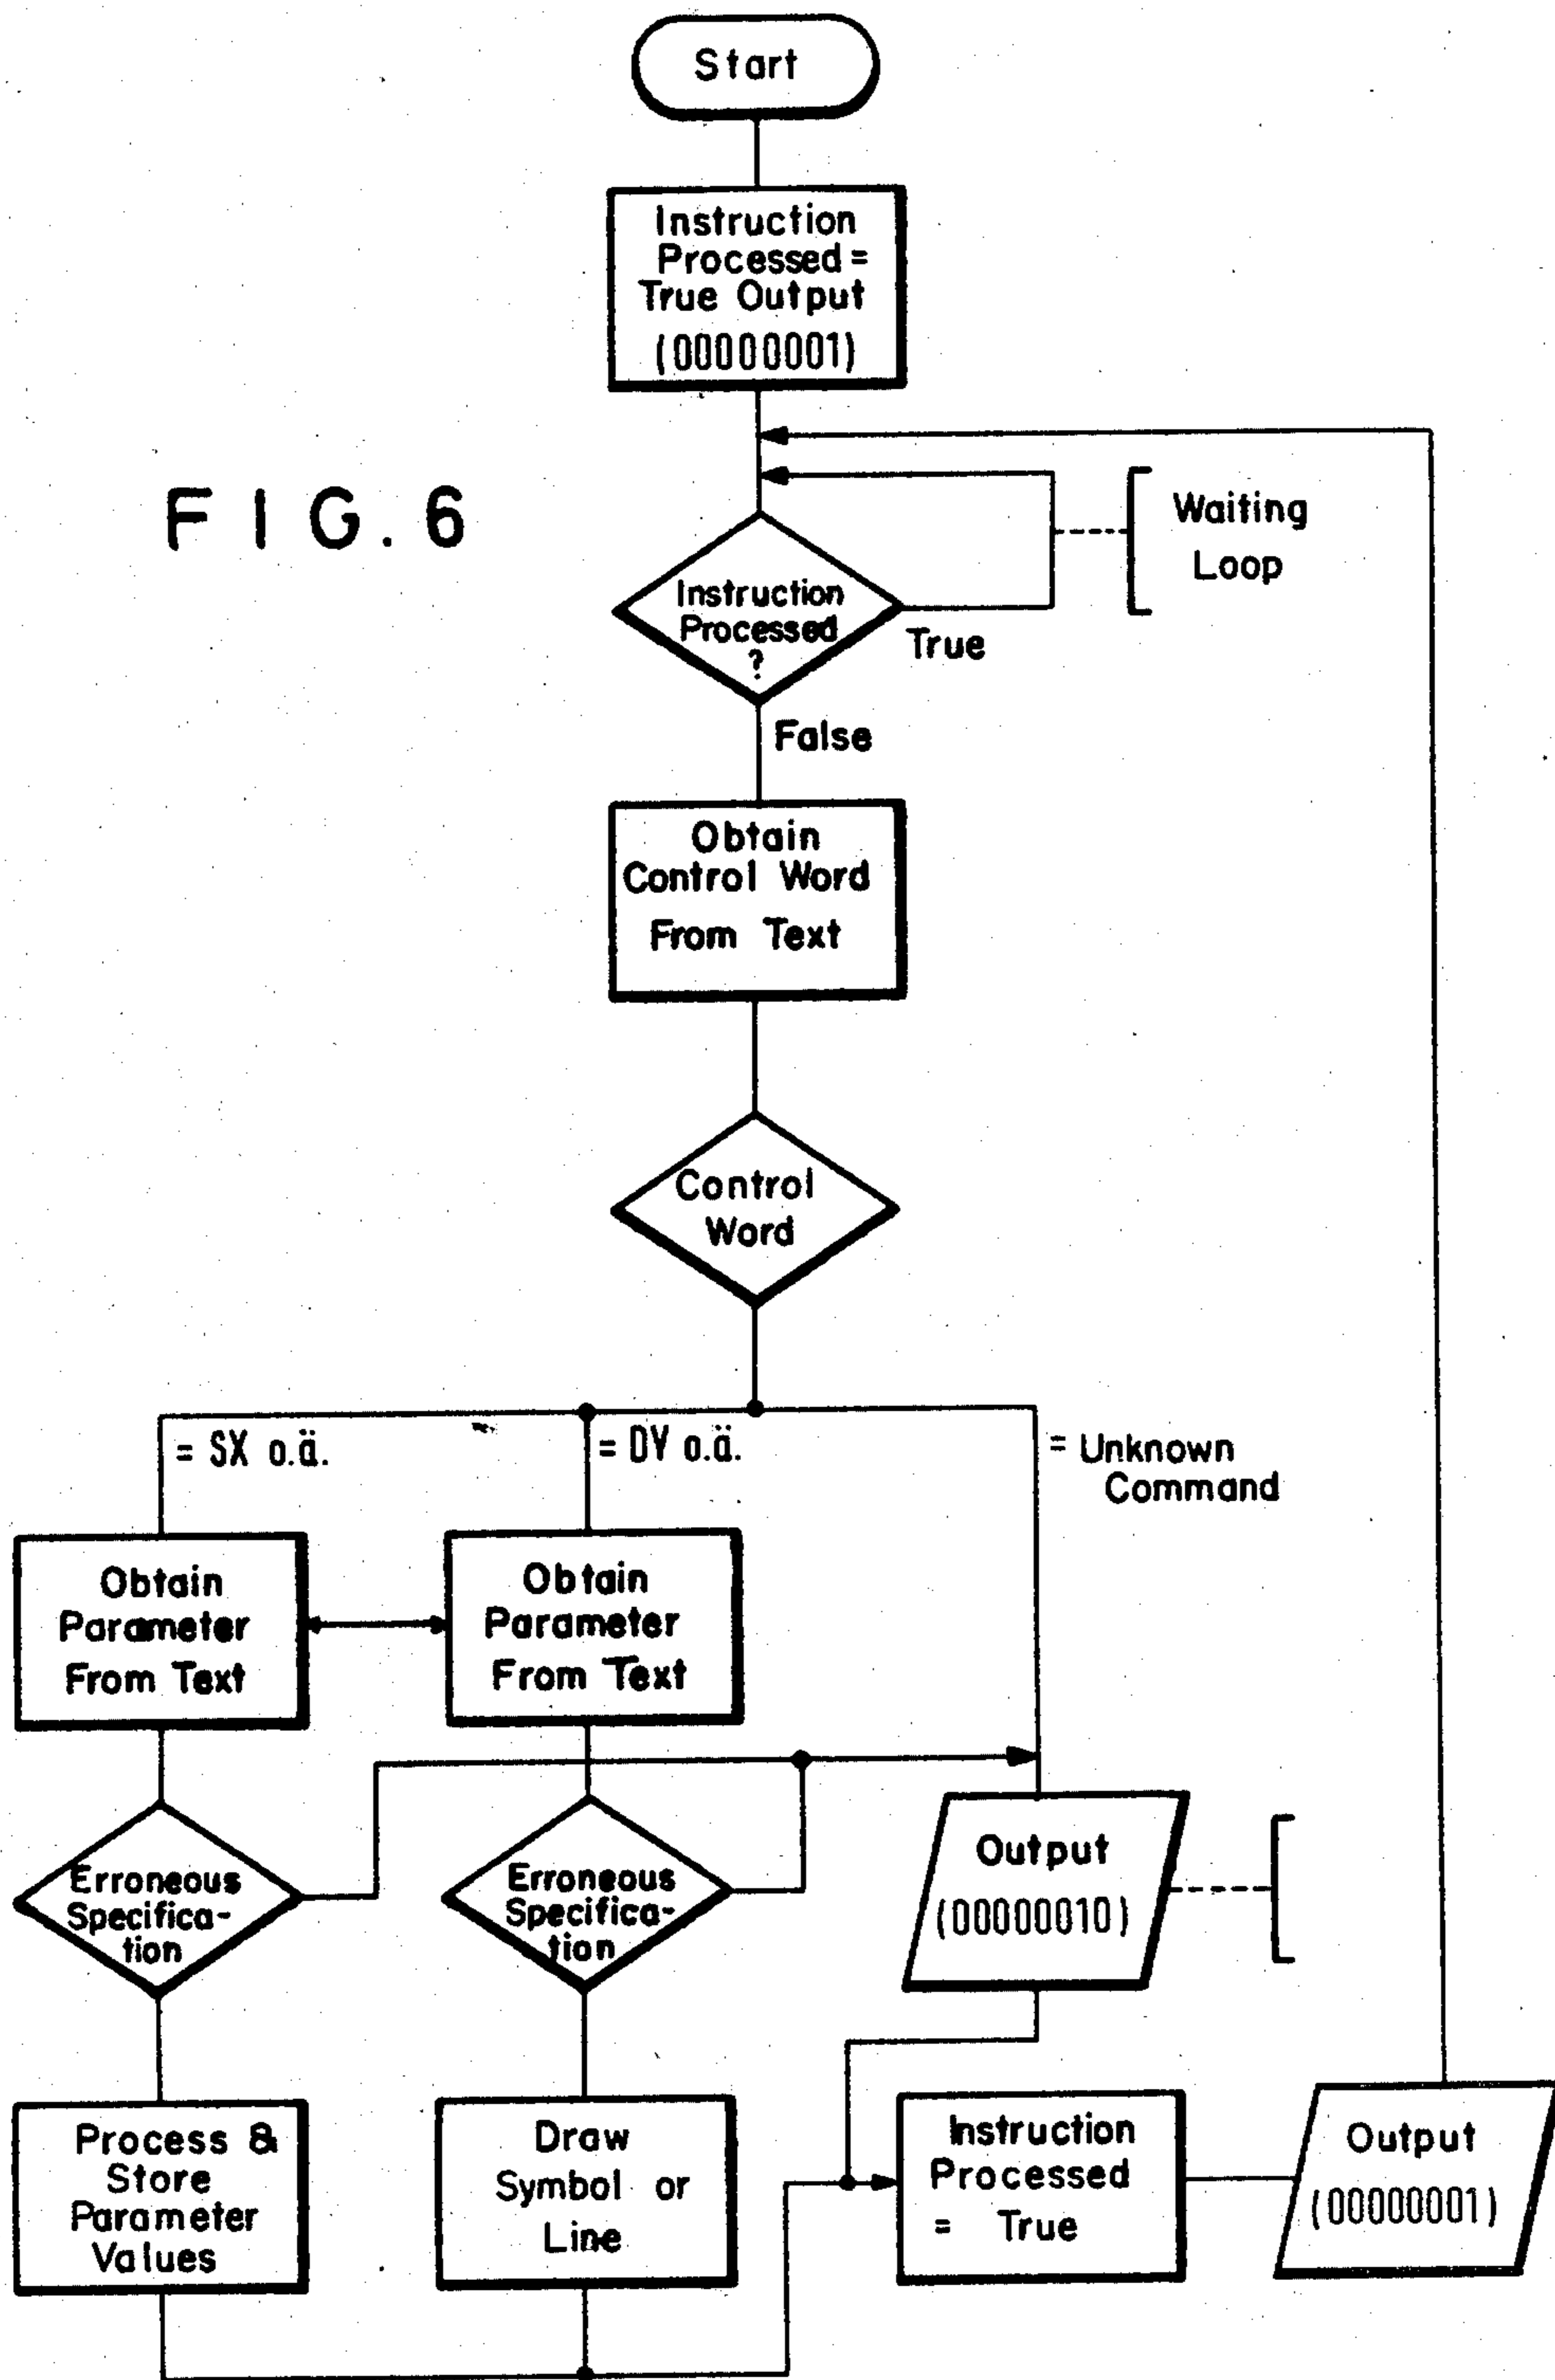 Start
Instruction
Processed =
True Output
(00000001)
FIG. 6
Waiting
Loop
Instruction
Processed
?
True
False
Obtain
Control Word
From Text
Control
Word
= SX o.ä.
= DY o.ä.
= Unknown
Command
Obtain
Parameter
From Text
Obtain
Parameter
From Text
Erroneous
Specifica-
tion
Erroneous
Specifica-
tion
Output
(00000010)
Process &
Store
Parameter
Values
Draw
Symbol or
Line
Instruction
Processed
= True
Output
(00000001)